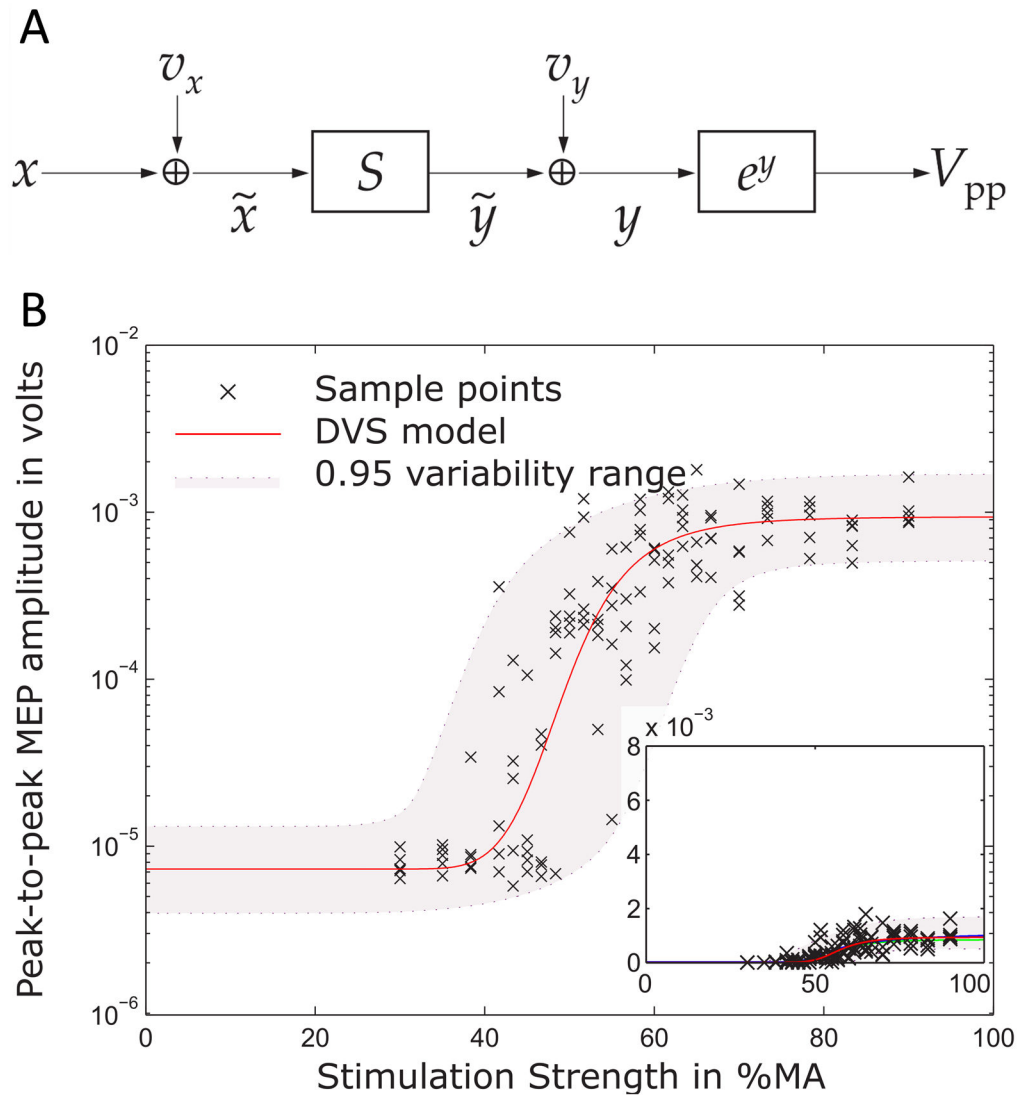 A
v_x
v_y
x ⊕ S ⊕ e^y V_pp
x̃ ỹ y
B
Peak-to-peak MEP amplitude in volts
10^−2
10^−3
10^−4
10^−5
10^−6
Sample points
DVS model
0.95 variability range
x 10^−3
8
6
4
2
0
0 50 100
0 20 40 60 80 100
Stimulation Strength in %MA